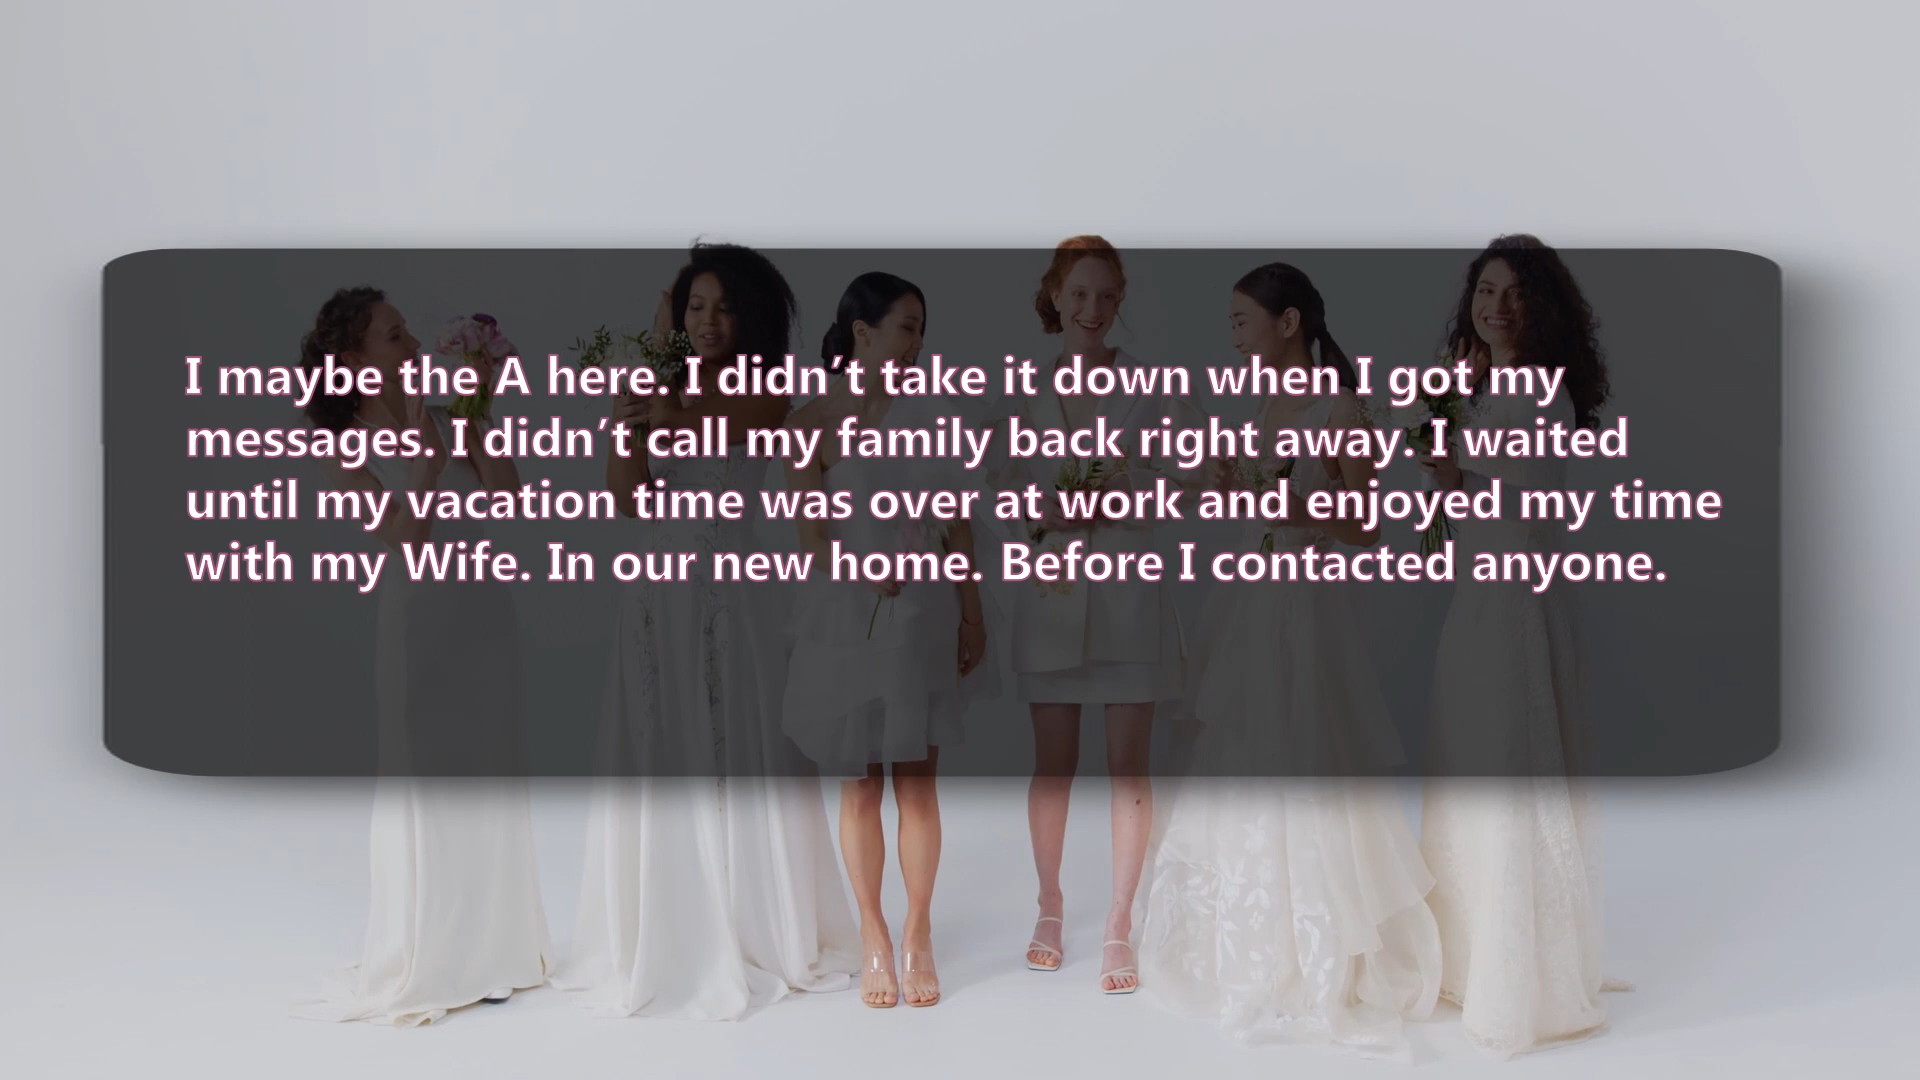 I maybe the A here. I didn’t take it down when I got my
messages. I didn’t call my family back right away. I waited
until my vacation time was over at work and enjoyed my time
with my Wife. In our new home. Before I contacted anyone.